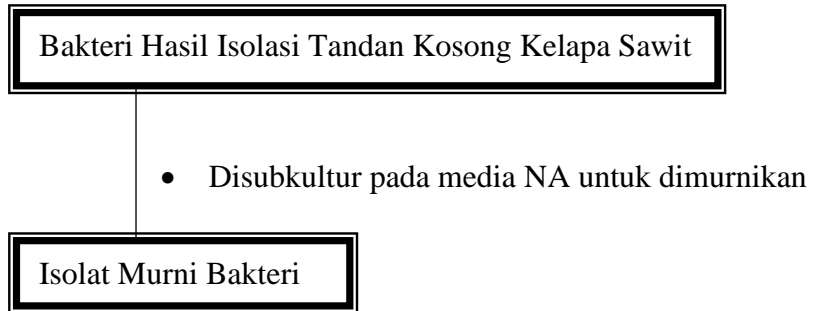 Bakteri Hasil Isolasi Tandan Kosong Kelapa Sawit
• Disubkultur pada media NA untuk dimurnikan
Isolat Murni Bakteri